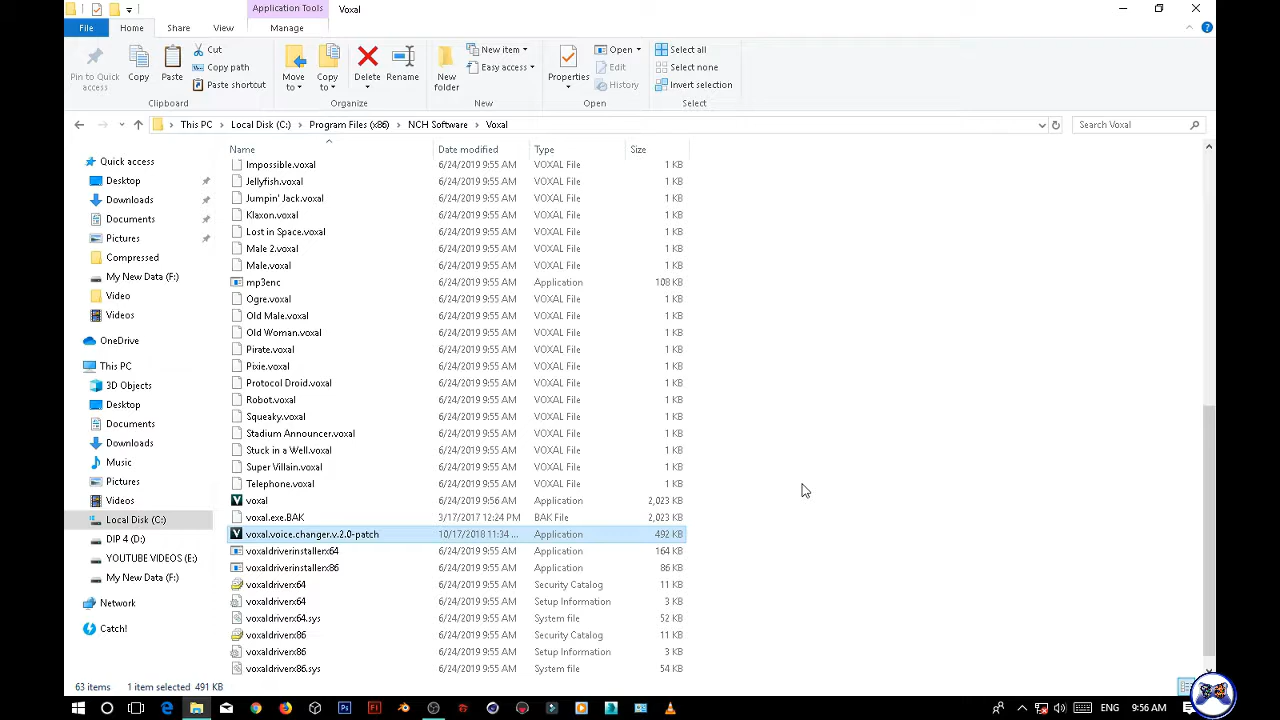 Application Tools Voxal
File Home Share View Manage
Pin to Quick access
Copy
Paste
Cut
Copy path
Paste shortcut
Clipboard
Move to
Copy to
Delete
Rename
Organize
New folder
New item
Easy access
New
Properties
Open
Edit
History
Open
Select all
Select none
Invert selection
Select
This PC Local Disk (C:) Program Files (x86) NCH Software Voxal
Search Voxal
Quick access
Desktop
Downloads
Documents
Pictures
Compressed
My New Data (F:)
Video
Videos
OneDrive
This PC
3D Objects
Desktop
Documents
Downloads
Music
Pictures
Videos
Local Disk (C:)
DIP 4 (D:)
YOUTUBE VIDEOS (E:)
My New Data (F:)
Network
Catch!
Name Date modified Type Size
Impossible.voxal 6/24/2019 9:55 AM VOXAL File 1 KB
Jellyfish.voxal 6/24/2019 9:55 AM VOXAL File 1 KB
Jumpin' Jack.voxal 6/24/2019 9:55 AM VOXAL File 1 KB
Klaxon.voxal 6/24/2019 9:55 AM VOXAL File 1 KB
Lost in Space.voxal 6/24/2019 9:55 AM VOXAL File 1 KB
Male 2.voxal 6/24/2019 9:55 AM VOXAL File 1 KB
Male.voxal 6/24/2019 9:55 AM VOXAL File 1 KB
mp3enc 6/24/2019 9:55 AM Application 108 KB
Ogre.voxal 6/24/2019 9:55 AM VOXAL File 1 KB
Old Male.voxal 6/24/2019 9:55 AM VOXAL File 1 KB
Old Woman.voxal 6/24/2019 9:55 AM VOXAL File 1 KB
Pirate.voxal 6/24/2019 9:55 AM VOXAL File 1 KB
Pixie.voxal 6/24/2019 9:55 AM VOXAL File 1 KB
Protocol Droid.voxal 6/24/2019 9:55 AM VOXAL File 1 KB
Robot.voxal 6/24/2019 9:55 AM VOXAL File 1 KB
Squeaky.voxal 6/24/2019 9:55 AM VOXAL File 1 KB
Stadium Announcer.voxal 6/24/2019 9:55 AM VOXAL File 1 KB
Stuck in a Well.voxal 6/24/2019 9:55 AM VOXAL File 1 KB
Super Villain.voxal 6/24/2019 9:55 AM VOXAL File 1 KB
Telephone.voxal 6/24/2019 9:55 AM VOXAL File 1 KB
voxal 6/24/2019 9:56 AM Application 2,023 KB
voxal.exe.BAK 3/17/2017 12:24 PM BAK File 2,023 KB
voxal.voice.changer.v.2.0-patch 10/17/2018 11:34 ... Application 492 KB
voxaldriverinstallerx64 6/24/2019 9:55 AM Application 164 KB
voxaldriverinstallerx86 6/24/2019 9:55 AM Application 86 KB
voxaldriverx64 6/24/2019 9:55 AM Security Catalog 11 KB
voxaldriverx64 6/24/2019 9:55 AM Setup Information 3 KB
voxaldriverx64.sys 6/24/2019 9:55 AM System file 52 KB
voxaldriverx86 6/24/2019 9:55 AM Security Catalog 11 KB
voxaldriverx86 6/24/2019 9:55 AM Setup Information 3 KB
voxaldriverx86.sys 6/24/2019 9:55 AM System file 54 KB
63 items 1 item selected 491 KB
ENG 9:56 AM